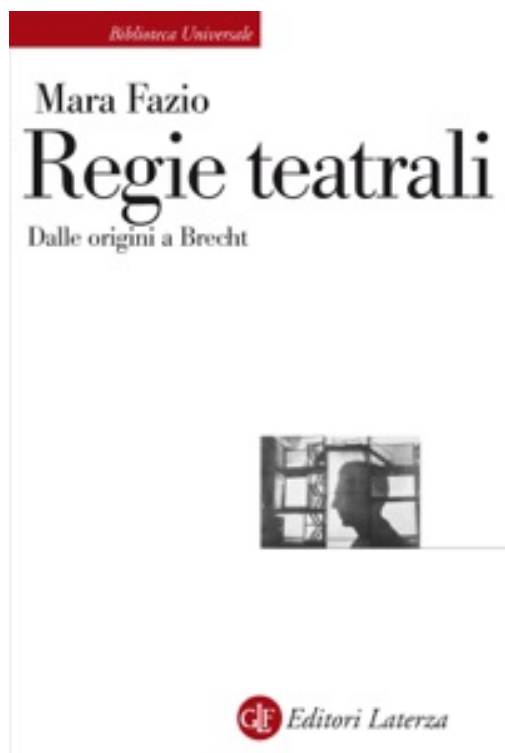 Biblioteca Universale
Mara Fazio
Regie teatrali
Dalle origini a Brecht
GLF Editori Laterza